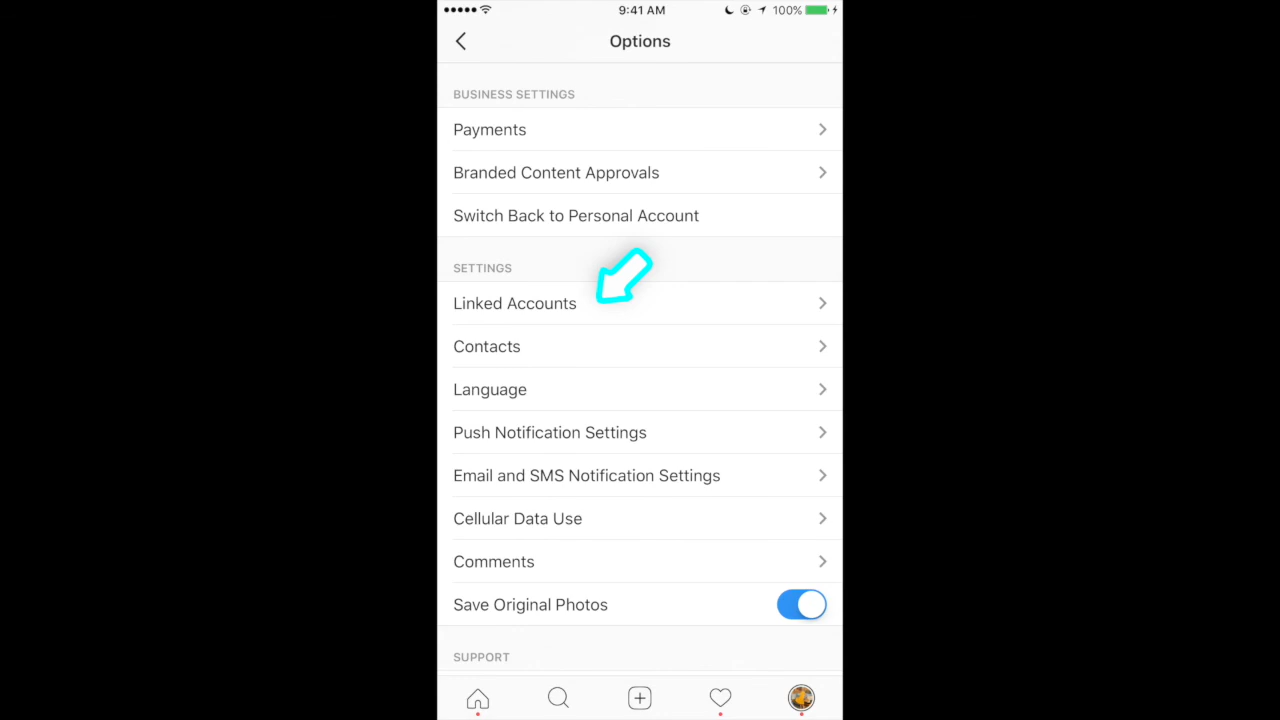 9:41 AM
100%
Options
BUSINESS SETTINGS
Payments
Branded Content Approvals
Switch Back to Personal Account
SETTINGS
Linked Accounts
Contacts
Language
Push Notification Settings
Email and SMS Notification Settings
Cellular Data Use
Comments
Save Original Photos
SUPPORT